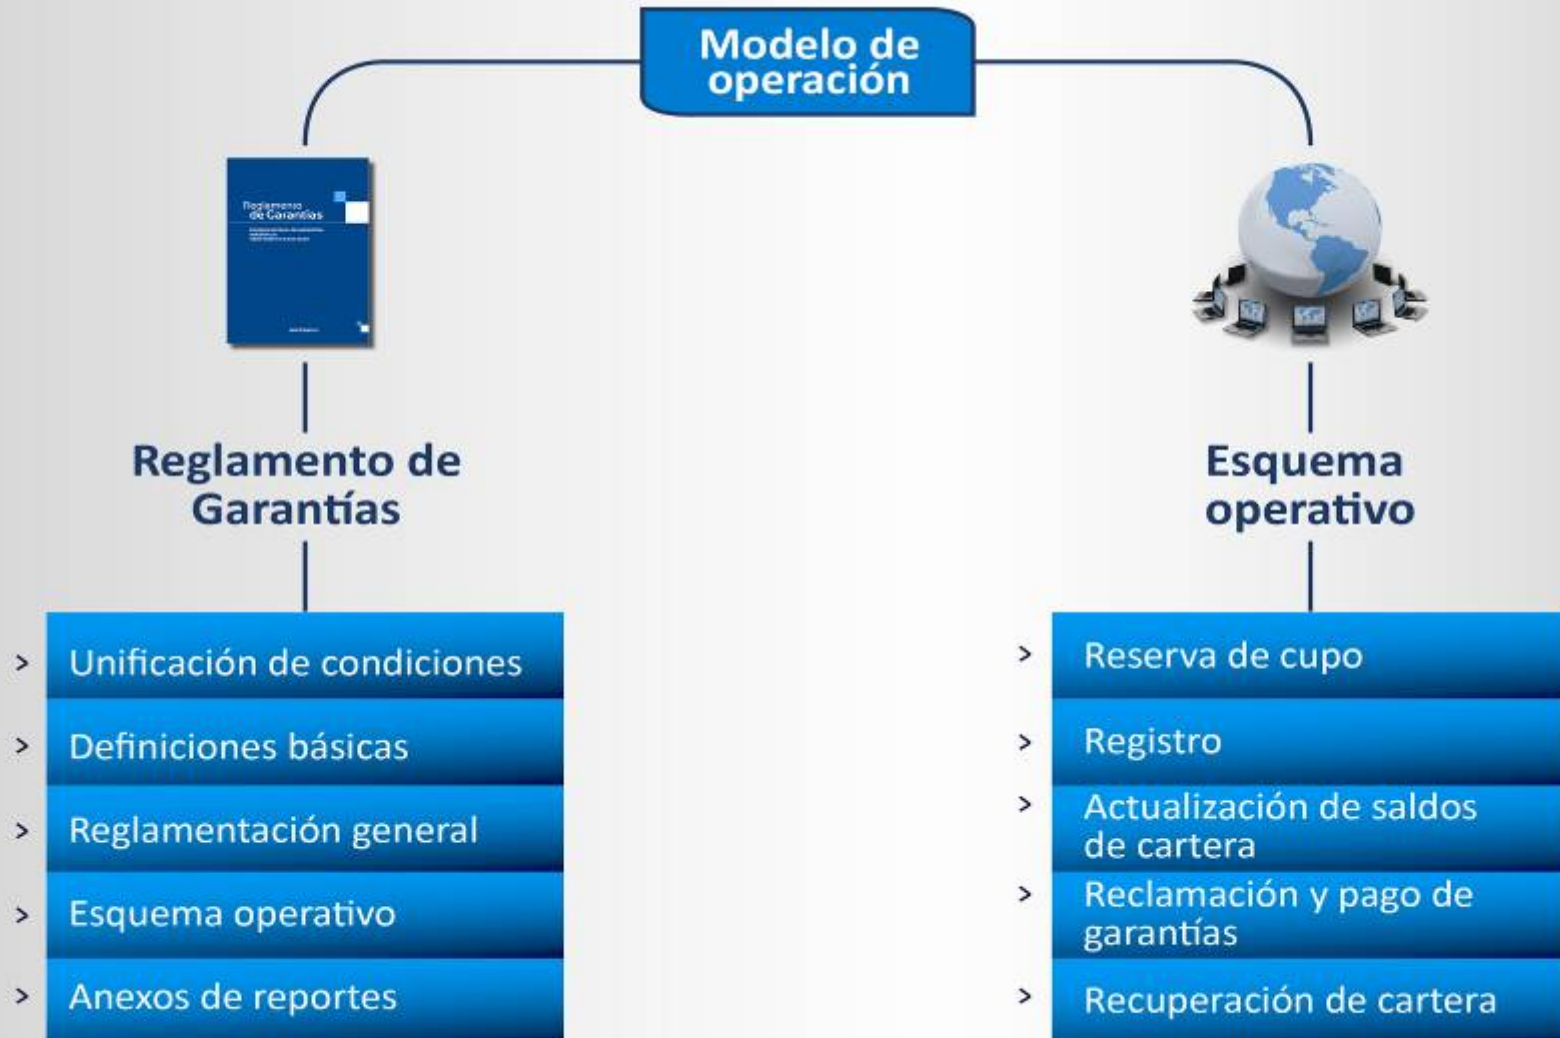 Modelo de
operación
Reglamento
de Garantías
Reglamento de
Garantías
> Unificación de condiciones
> Definiciones básicas
> Reglamentación general
> Esquema operativo
> Anexos de reportes
Esquema
operativo
> Reserva de cupo
> Registro
> Actualización de saldos
de cartera
> Reclamación y pago de
garantías
> Recuperación de cartera